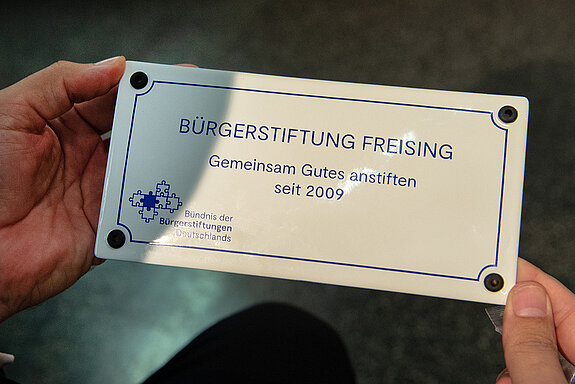 BÜRGERSTIFTUNG FREISING
Gemeinsam Gutes anstiften
seit 2009
Bündnis der
Bürgerstiftungen
Deutschlands